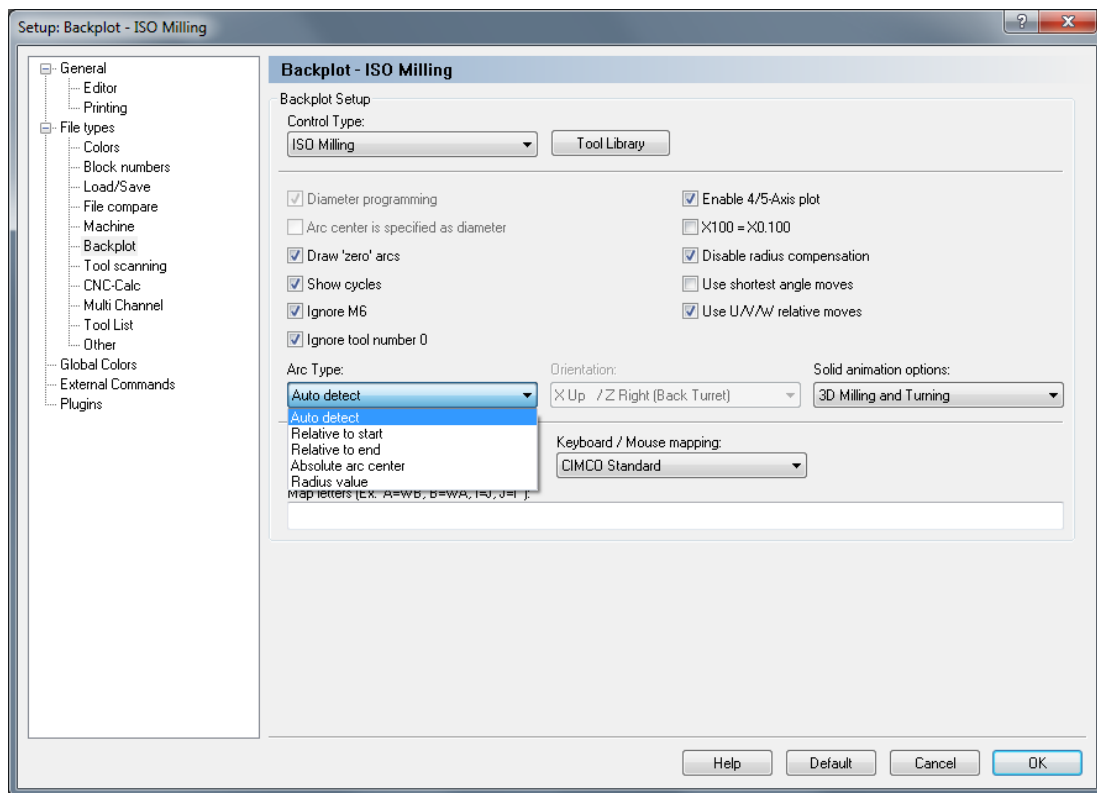 Setup: Backplot - ISO Milling
General
Editor
Printing
File types
Colors
Block numbers
Load/Save
File compare
Machine
Backplot
Tool scanning
CNC-Calc
Multi Channel
Tool List
Other
Global Colors
External Commands
Plugins
Backplot - ISO Milling
Backplot Setup
Control Type:
ISO Milling
Tool Library
Diameter programming
Enable 4/5-Axis plot
Arc center is specified as diameter
X100 = X0.100
Draw 'zero' arcs
Disable radius compensation
Show cycles
Use shortest angle moves
Ignore M6
Use U/V/W relative moves
Ignore tool number 0
Arc Type:
Orientation:
Solid animation options:
Auto detect
X Up / Z Right (Back Turret)
3D Milling and Turning
Auto detect
Relative to start
Relative to end
Absolute arc center
Radius value
Keyboard / Mouse mapping:
CIMCO Standard
Map letters (Ex. 'A=WB, B=WA, I=J, J=I'):
Help
Default
Cancel
OK